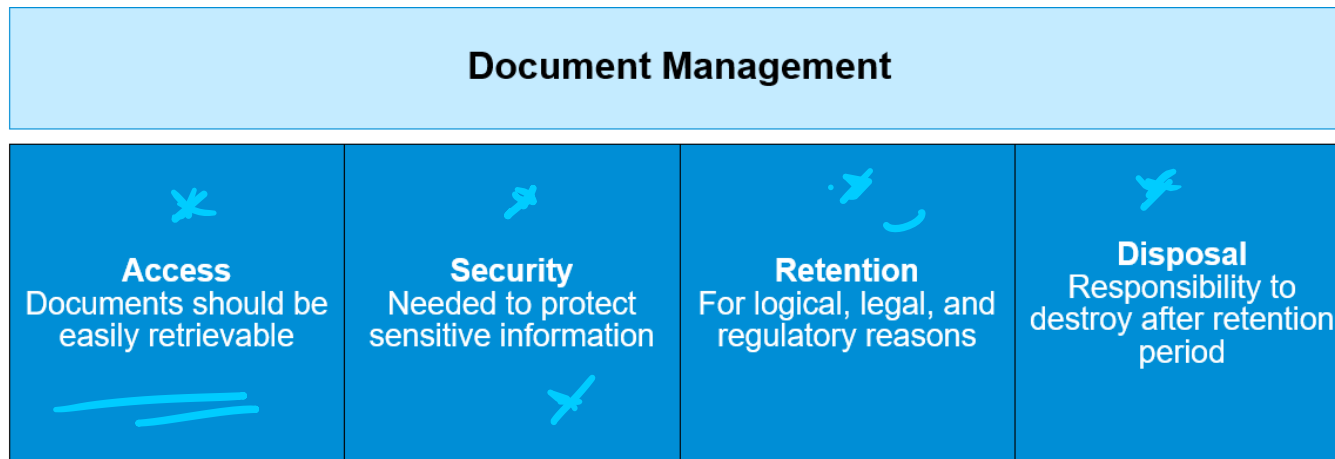 Document Management
Access
Documents should be
easily retrievable
Security
Needed to protect
sensitive information
Retention
For logical, legal, and
regulatory reasons
Disposal
Responsibility to
destroy after retention
period